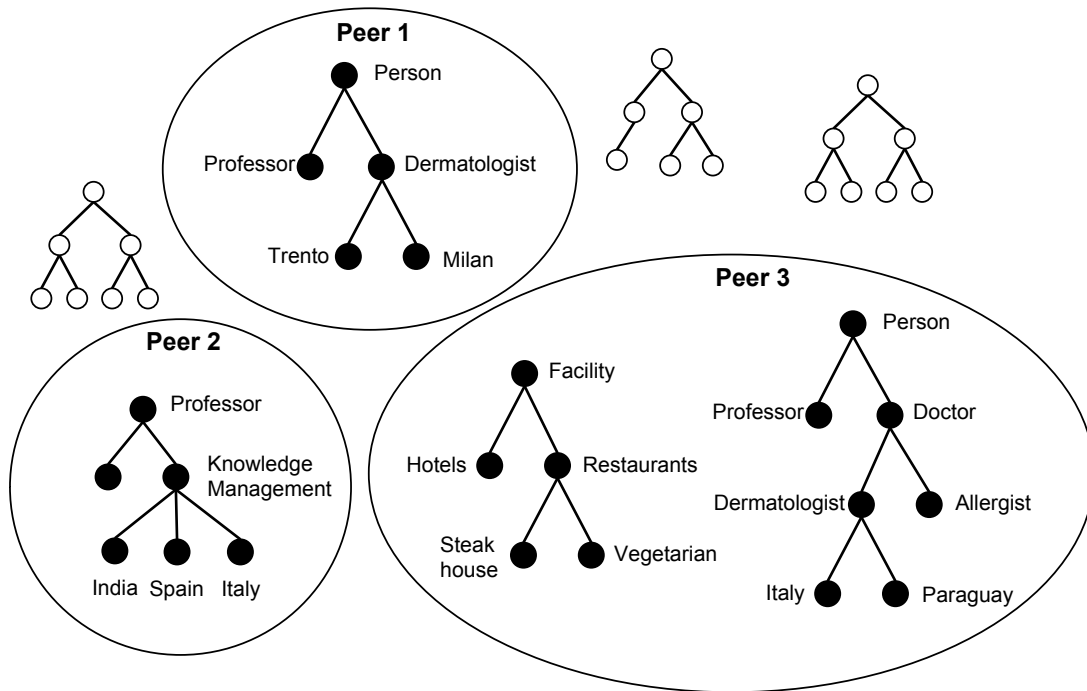 Peer 1
Person
Professor
Dermatologist
Trento
Milan
Peer 2
Professor
Knowledge
Management
India
Spain
Italy
Peer 3
Facility
Hotels
Restaurants
Steak
house
Vegetarian
Person
Professor
Doctor
Dermatologist
Allergist
Italy
Paraguay